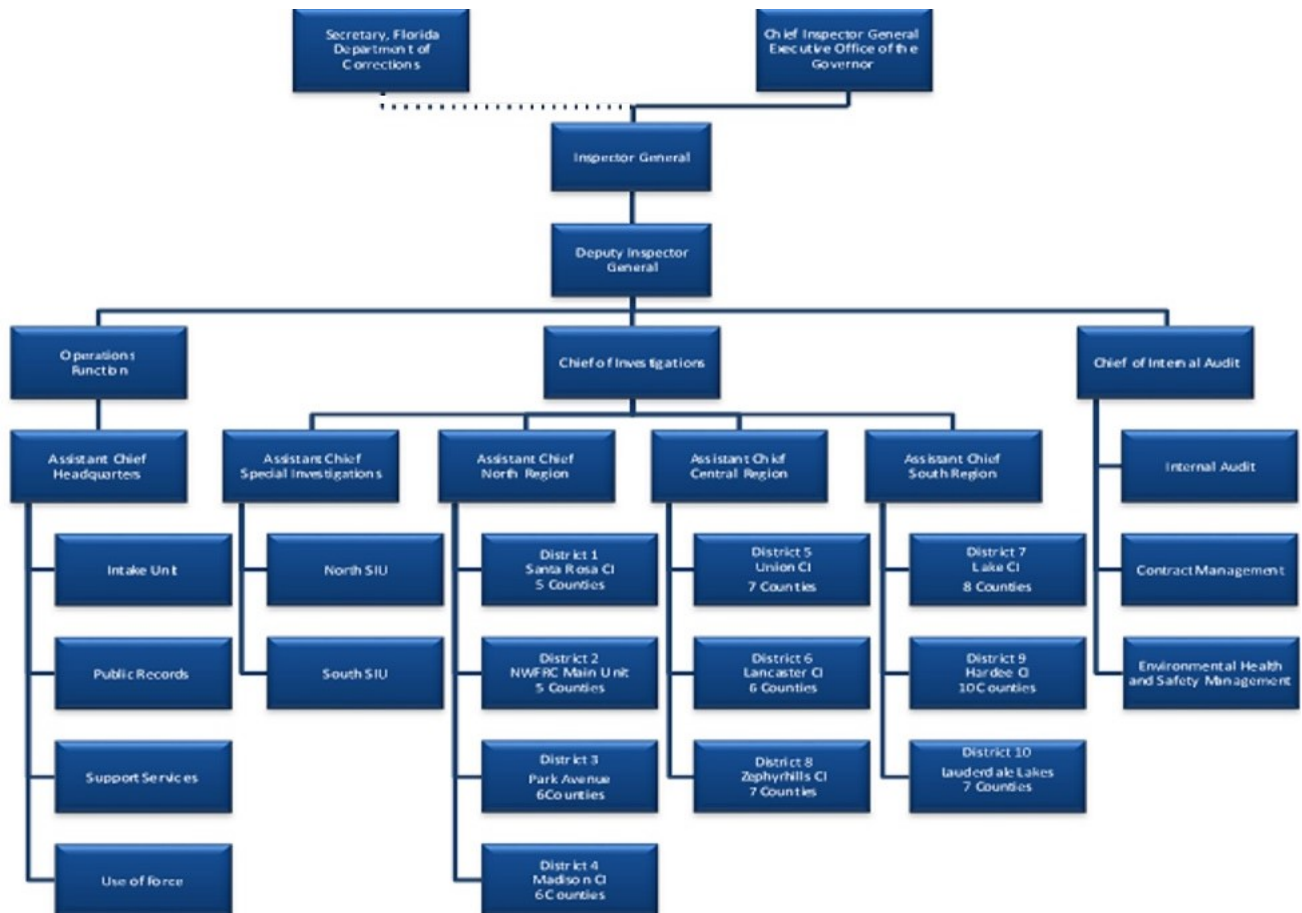 Secretary, Florida
Department of
Corrections
Chief Inspector General
Executive Office of the
Governor
Inspector General
Deputy Inspector
General
Operations
Function
Chief of Investigations
Chief of Internal Audit
Assistant Chief
Headquarters
Assistant Chief
Special Investigations
Assistant Chief
North Region
Assistant Chief
Central Region
Assistant Chief
South Region
Internal Audit
Intake Unit
North SIU
District 1
Santa Rosa CI
5 Counties
District 5
Union CI
7 Counties
District 7
Lake CI
8 Counties
Contract Management
Public Records
South SIU
District 2
NWFRC Main Unit
5 Counties
District 6
Lancaster CI
6 Counties
District 9
Hardee CI
10Counties
Environmental Health
and Safety Management
Support Services
District 3
Park Avenue
6Counties
District 8
Zephyrhills CI
7 Counties
District 10
Lauderdale Lakes
7 Counties
Use of Force
District 4
Madison CI
6Counties